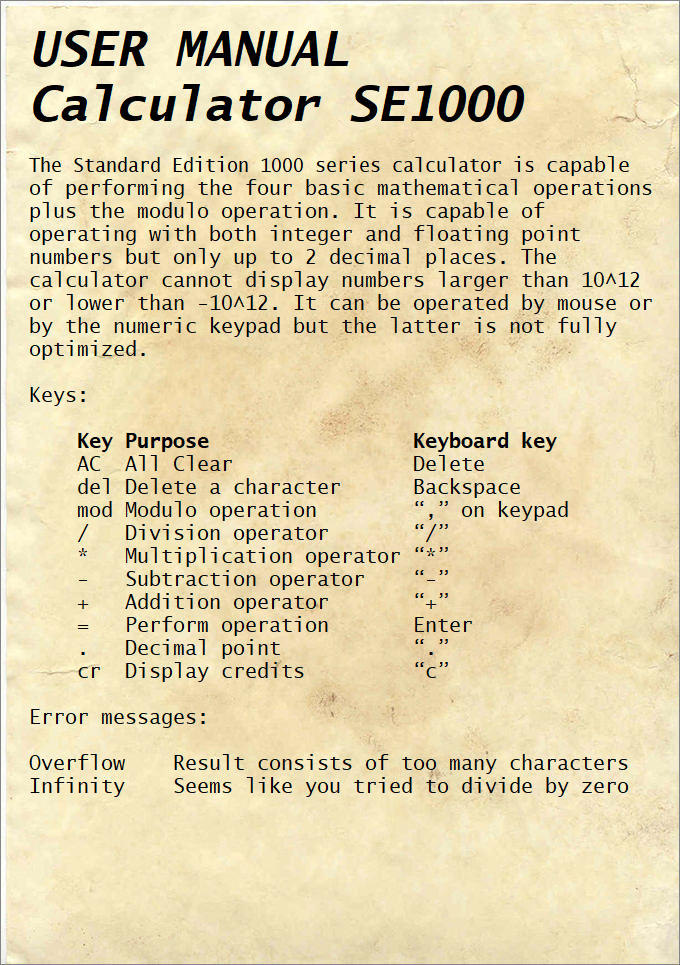 USER MANUAL
Calculator SE1000
The Standard Edition 1000 series calculator is capable
of performing the four basic mathematical operations
plus the modulo operation. It is capable of
operating with both integer and floating point
numbers but only up to 2 decimal places. The
calculator cannot display numbers larger than 10^12
or lower than -10^12. It can be operated by mouse or
by the numeric keypad but the latter is not fully
optimized.
Keys:
Key Purpose Keyboard key
AC All Clear Delete
del Delete a character Backspace
mod Modulo operation “,” on keypad
/ Division operator “/”
* Multiplication operator “*”
- Subtraction operator “-”
+ Addition operator “+”
= Perform operation Enter
. Decimal point “.”
cr Display credits “c”
Error messages:
Overflow Result consists of too many characters
Infinity Seems like you tried to divide by zero